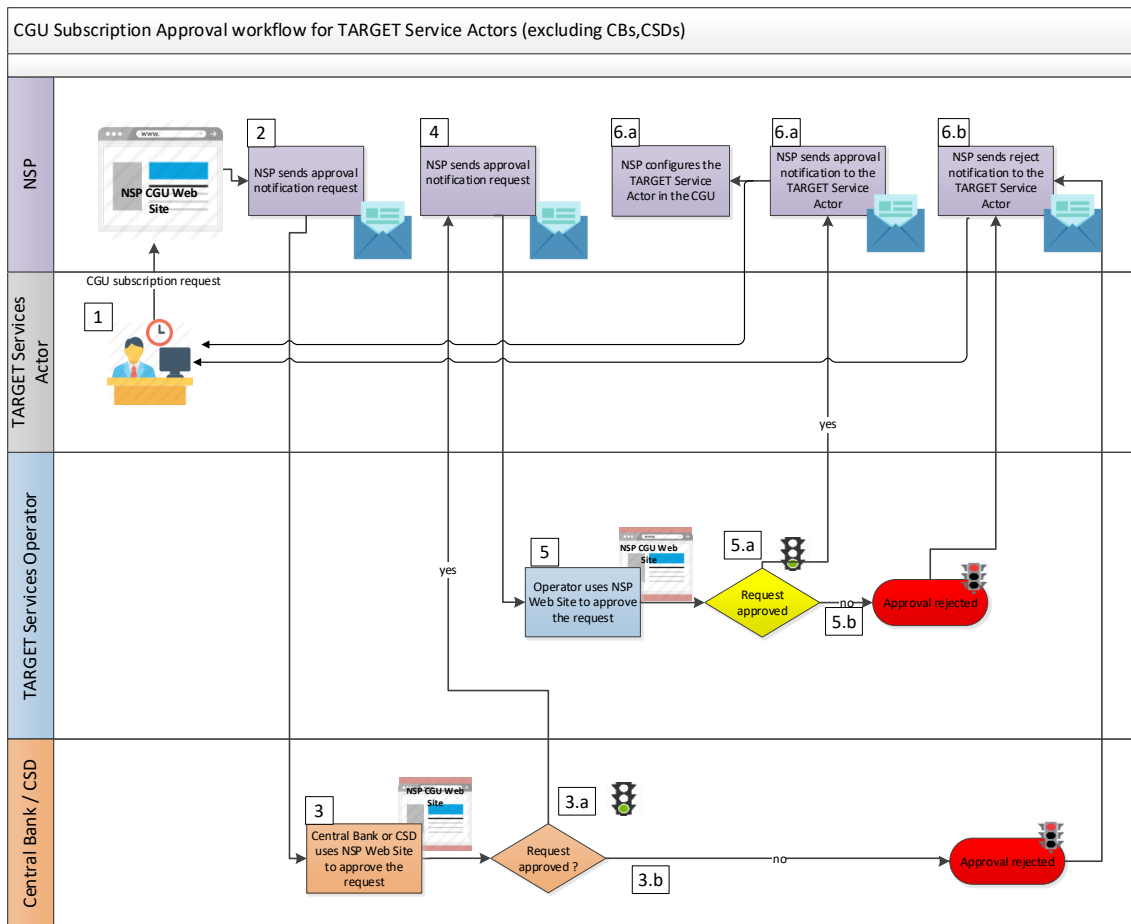 CGU Subscription Approval workflow for TARGET Service Actors (excluding CBs,CSDs)
NSP
www.
NSP CGU Web
Site
2
NSP sends approval
notification request
4
NSP sends approval
notification request
6.a
NSP configures the
TARGET Service
Actor in the CGU
6.a
NSP sends approval
notification to the
TARGET Service
Actor
6.b
NSP sends reject
notification to the
TARGET Service
Actor
TARGET Services
Actor
CGU subscription request
1
yes
TARGET Services Operator
5
Operator uses NSP
Web Site to approve
the request
www.
NSP CGU Web
Site
5.a
Request
approved
no
5.b
Approval rejected
yes
Central Bank / CSD
3
Central Bank or CSD
uses NSP Web Site
to approve the
request
www.
NSP CGU Web
Site
3.a
Request
approved ?
no
3.b
Approval rejected